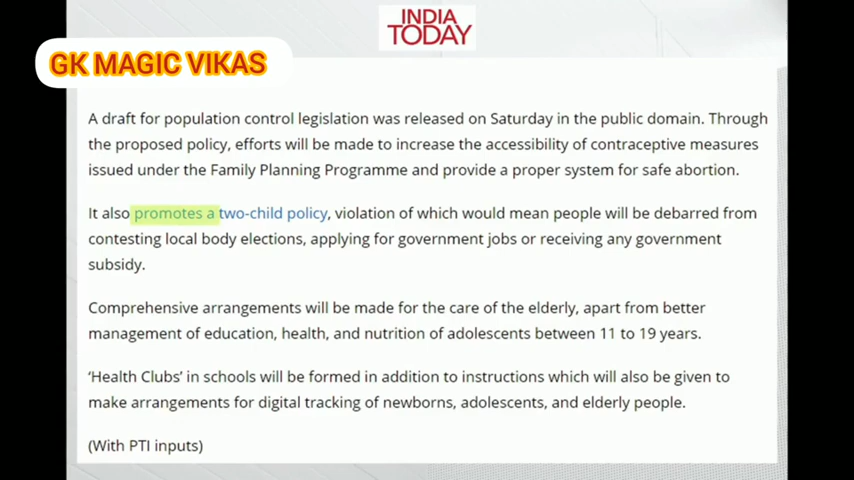 INDIA
TODAY
GK MAGIC VIKAS
A draft for population control legislation was released on Saturday in the public domain. Through
the proposed policy, efforts will be made to increase the accessibility of contraceptive measures
issued under the Family Planning Programme and provide a proper system for safe abortion.
It also promotes a two-child policy, violation of which would mean people will be debarred from
contesting local body elections, applying for government jobs or receiving any government
subsidy.
Comprehensive arrangements will be made for the care of the elderly, apart from better
management of education, health, and nutrition of adolescents between 11 to 19 years.
‘Health Clubs’ in schools will be formed in addition to instructions which will also be given to
make arrangements for digital tracking of newborns, adolescents, and elderly people.
(With PTI inputs)